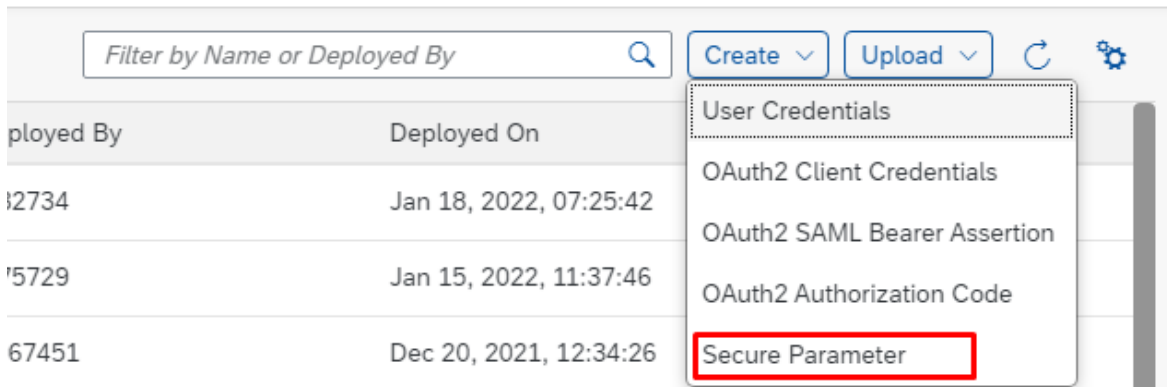 Filter by Name or Deployed By
Create
Upload
User Credentials
ployed By
Deployed On
OAuth2 Client Credentials
32734
Jan 18, 2022, 07:25:42
OAuth2 SAML Bearer Assertion
75729
Jan 15, 2022, 11:37:46
OAuth2 Authorization Code
67451
Dec 20, 2021, 12:34:26
Secure Parameter